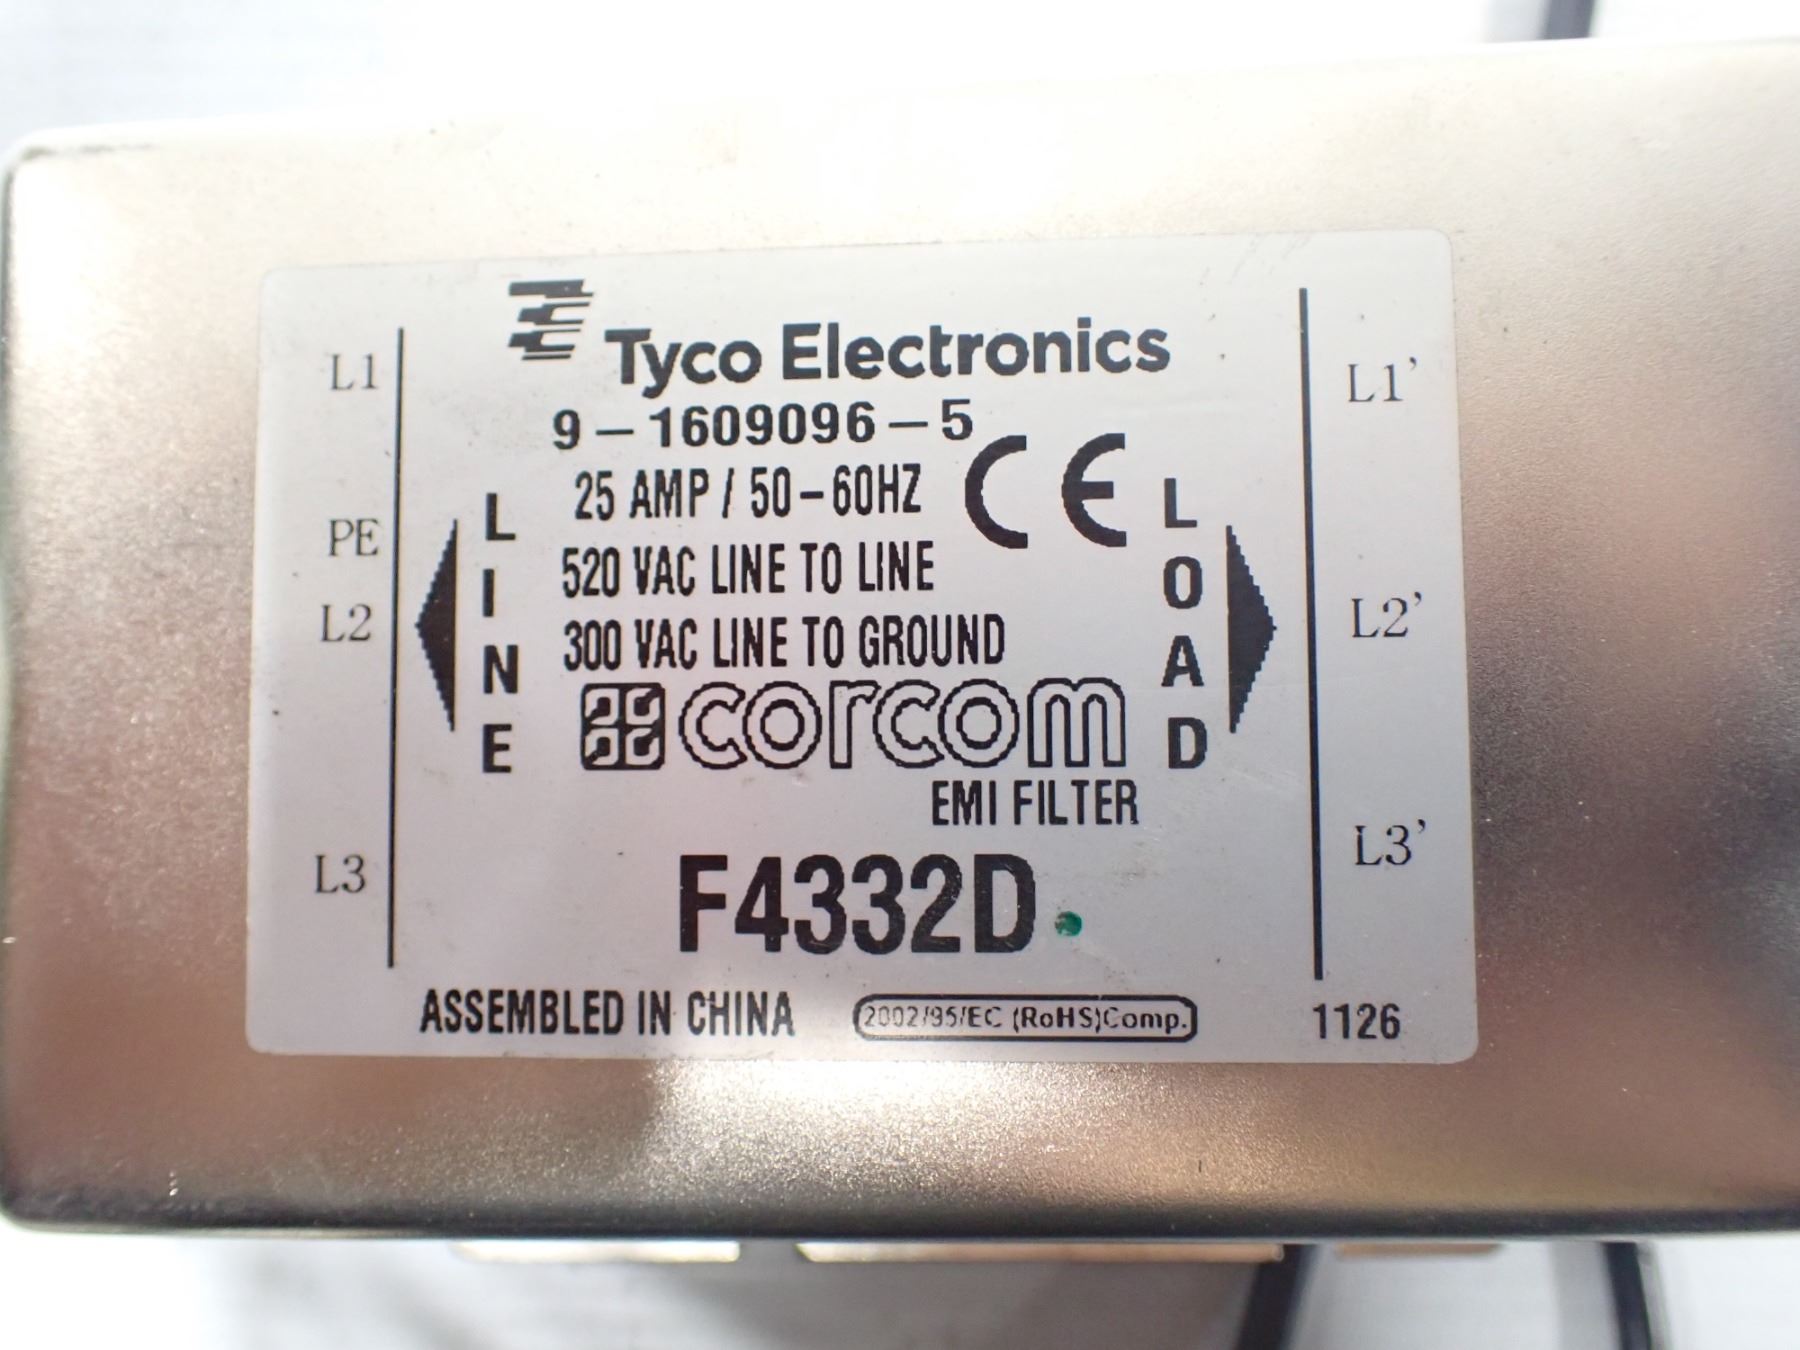 Tyco Electronics
9-1609096-5
25 AMP / 50-60HZ
CE
520 VAC LINE TO LINE
300 VAC LINE TO GROUND
corcom
EMI FILTER
F4332D
L1
PE
L2
L3
LINE
LOAD
L1'
L2'
L3'
ASSEMBLED IN CHINA
2002/95/EC (RoHS)Comp.
1126